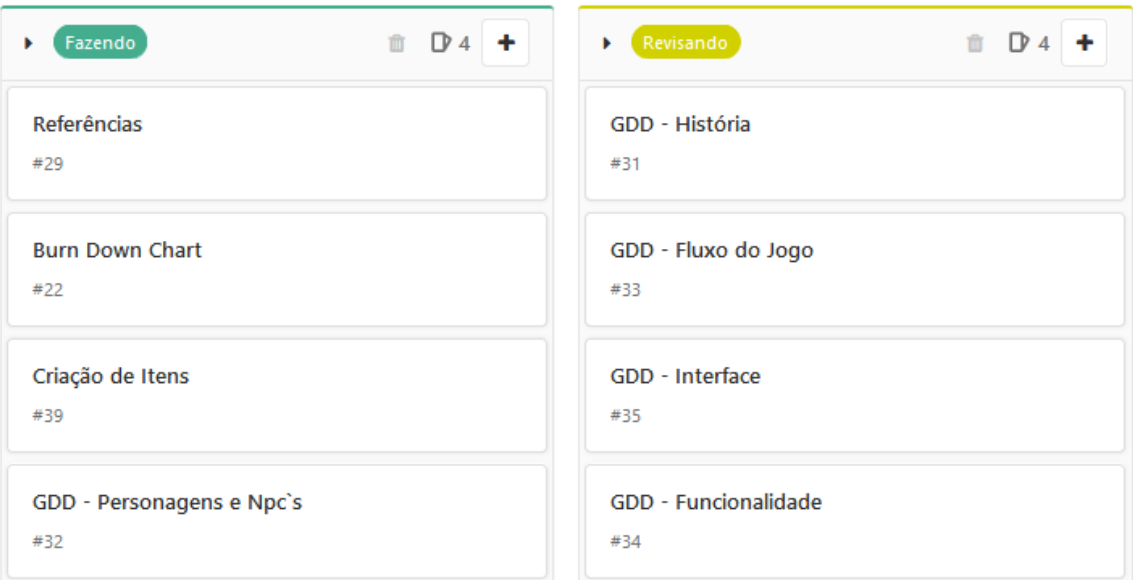 Fazendo
4
Referências
#29
Burn Down Chart
#22
Criação de Itens
#39
GDD - Personagens e Npc`s
#32
Revisando
4
GDD - História
#31
GDD - Fluxo do Jogo
#33
GDD - Interface
#35
GDD - Funcionalidade
#34